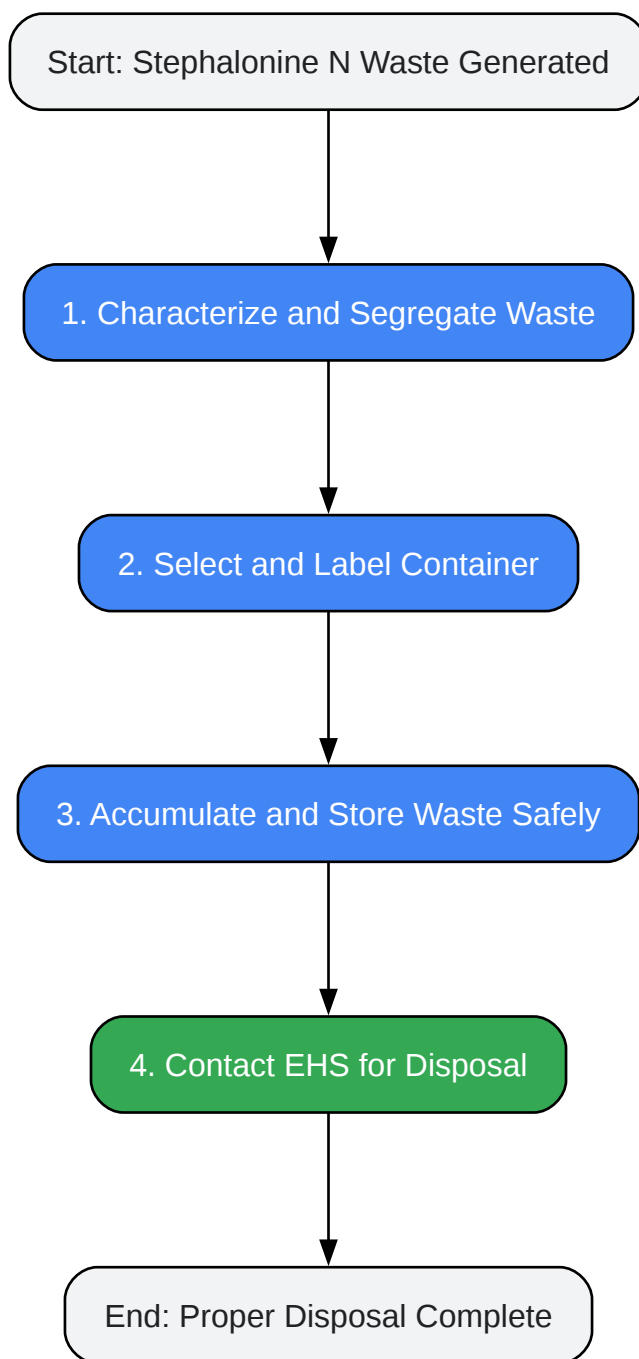 Start: Stephalonine N Waste Generated
1. Characterize and Segregate Waste
2. Select and Label Container
3. Accumulate and Store Waste Safely
4. Contact EHS for Disposal
End: Proper Disposal Complete